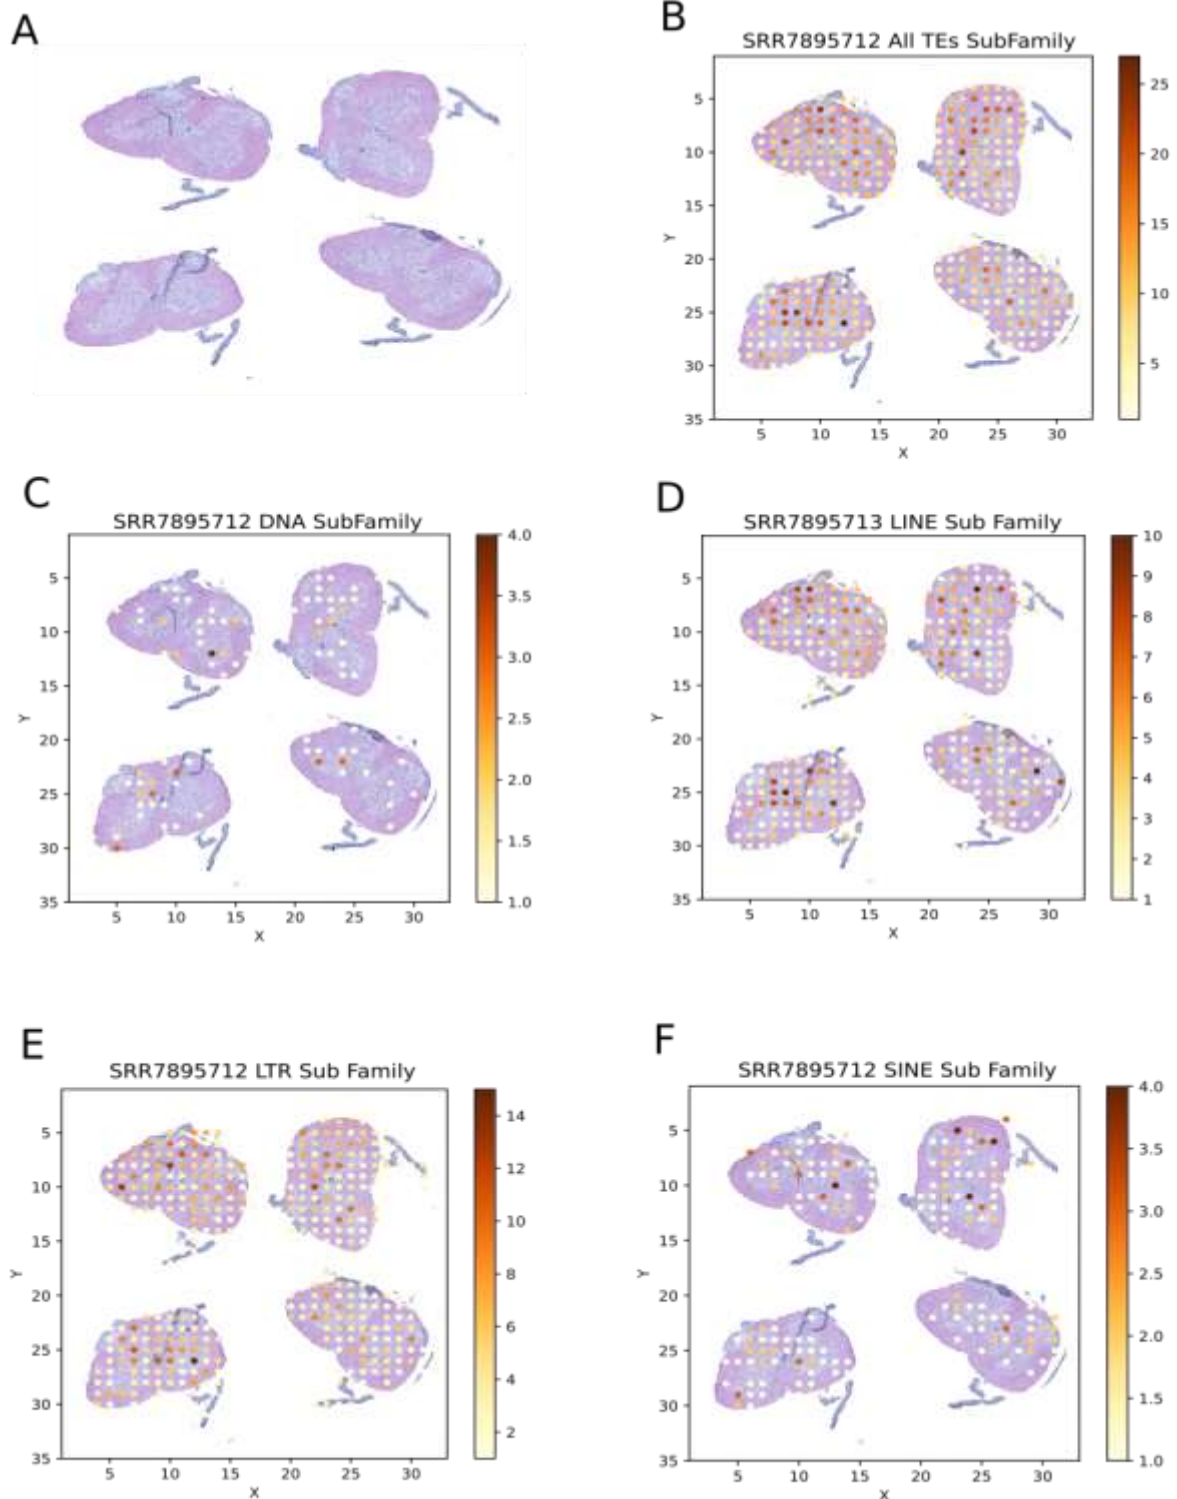 A
B
SRR7895712 All TEs SubFamily
5
10
15
20
25
30
35
Y
5 10 15 20 25 30
X
25
20
15
10
5
C
SRR7895712 DNA SubFamily
5
10
15
20
25
30
35
Y
5 10 15 20 25 30
X
4.0
3.5
3.0
2.5
2.0
1.5
1.0
D
SRR7895713 LINE Sub Family
5
10
15
20
25
30
35
Y
5 10 15 20 25 30
X
10
9
8
7
6
5
4
3
2
1
E
SRR7895712 LTR Sub Family
5
10
15
20
25
30
35
Y
5 10 15 20 25 30
X
14
12
10
8
6
4
2
F
SRR7895712 SINE Sub Family
5
10
15
20
25
30
35
Y
5 10 15 20 25 30
X
4.0
3.5
3.0
2.5
2.0
1.5
1.0